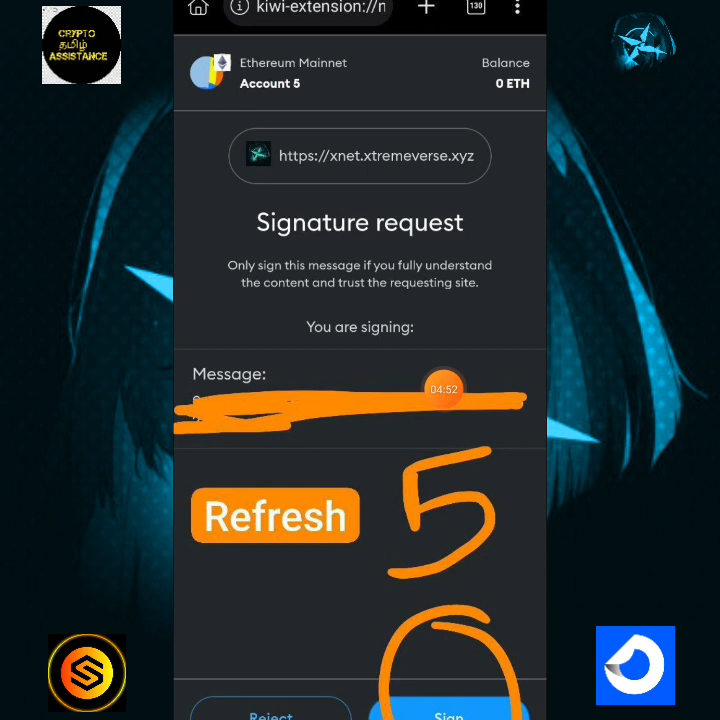 CRYPTO
தமிழ்
ASSISTANCE
kiwi-extension://n
130
Ethereum Mainnet
Account 5
Balance
0 ETH
https://xnet.xtremeverse.xyz
Signature request
Only sign this message if you fully understand
the content and trust the requesting site.
You are signing:
Message:
04:52
Refresh
5
Reject
Sign